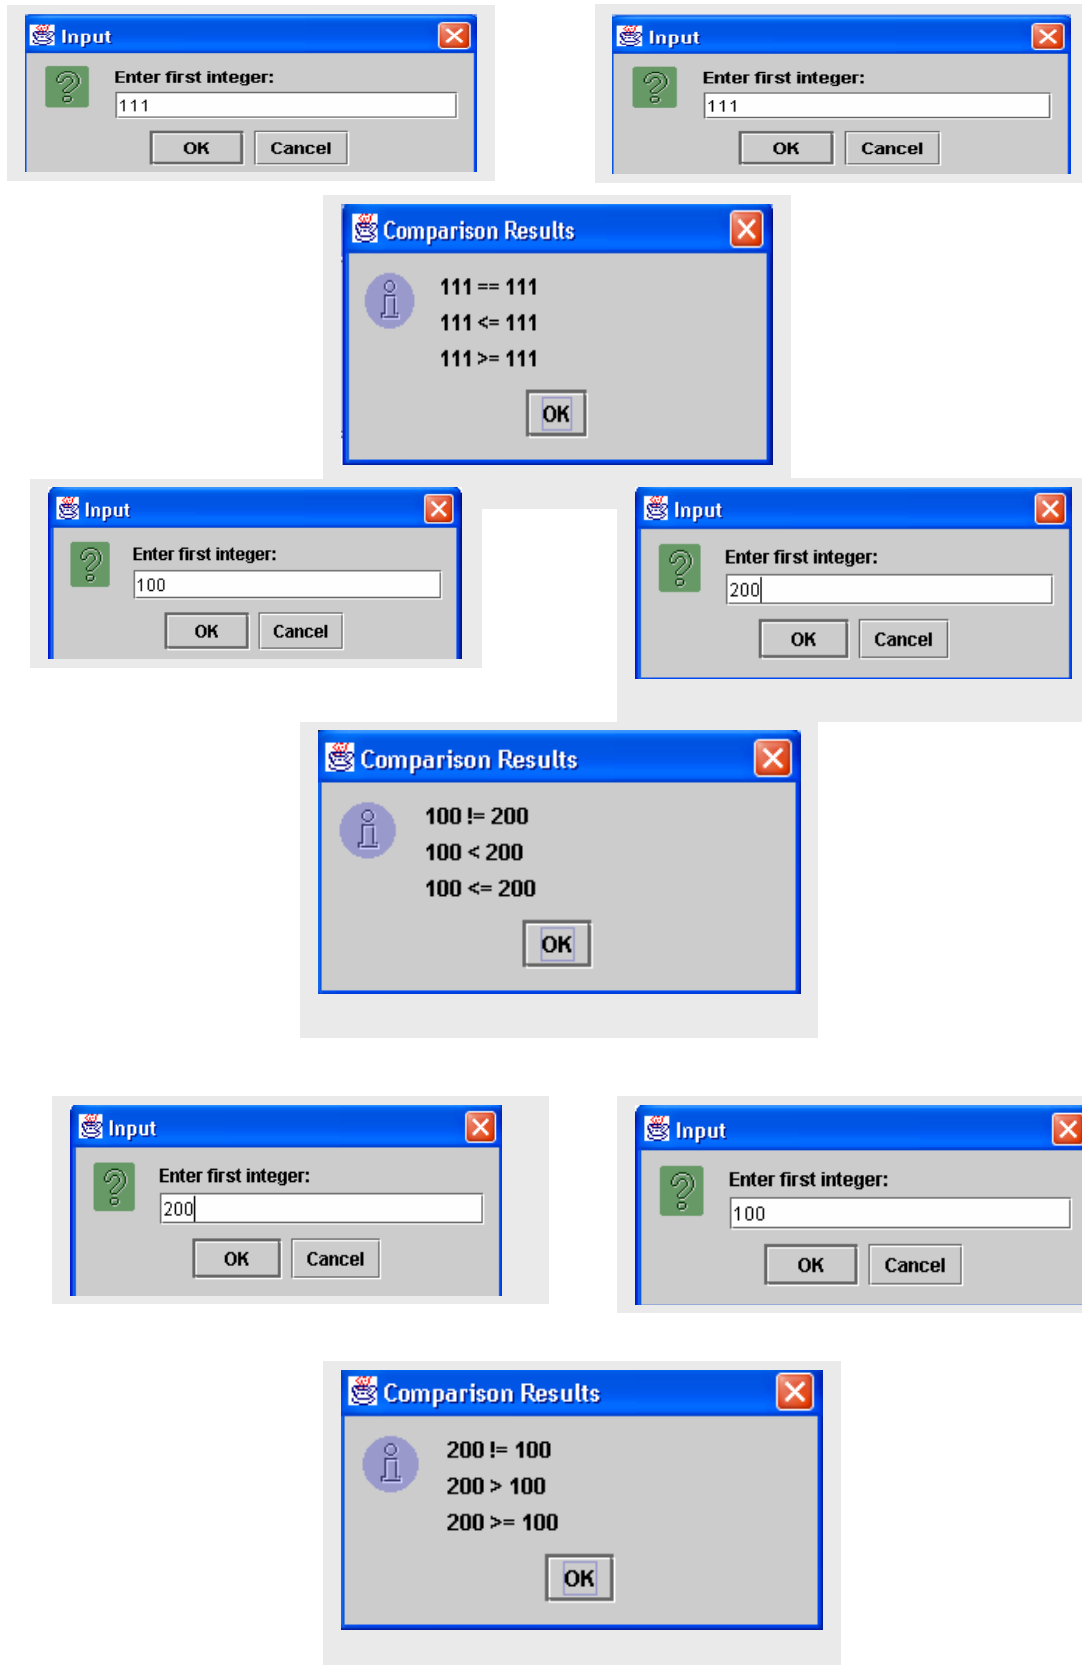 Input
Enter first integer:
111
OK Cancel
Input
Enter first integer:
111
OK Cancel
Comparison Results
111 == 111
111 <= 111
111 >= 111
OK
Input
Enter first integer:
100
OK Cancel
Input
Enter first integer:
200
OK Cancel
Comparison Results
100 != 200
100 < 200
100 <= 200
OK
Input
Enter first integer:
200
OK Cancel
Input
Enter first integer:
100
OK Cancel
Comparison Results
200 != 100
200 > 100
200 >= 100
OK